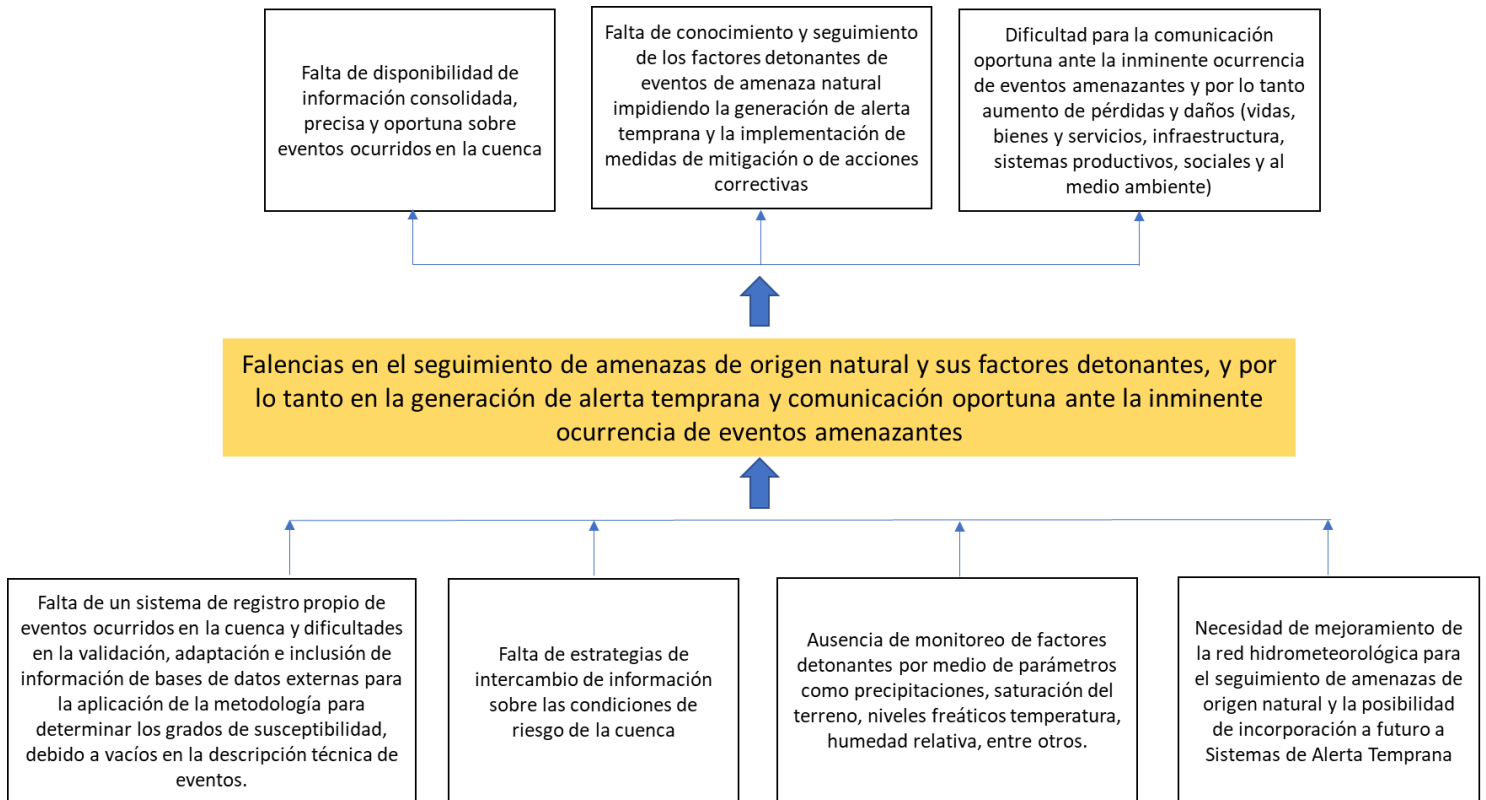 Falta de disponibilidad de
información consolidada,
precisa y oportuna sobre
eventos ocurridos en la cuenca
Falta de conocimiento y seguimiento
de los factores detonantes de
eventos de amenaza natural
impidiendo la generación de alerta
temprana y la implementación de
medidas de mitigación o de acciones
correctivas
Dificultad para la comunicación
oportuna ante la inminente ocurrencia
de eventos amenazantes y por lo tanto
aumento de pérdidas y daños (vidas,
bienes y servicios, infraestructura,
sistemas productivos, sociales y al
medio ambiente)
Falencias en el seguimiento de amenazas de origen natural y sus factores detonantes, y por
lo tanto en la generación de alerta temprana y comunicación oportuna ante la inminente
ocurrencia de eventos amenazantes
Falta de un sistema de registro propio de
eventos ocurridos en la cuenca y dificultades
en la validación, adaptación e inclusión de
información de bases de datos externas para
la aplicación de la metodología para
determinar los grados de susceptibilidad,
debido a vacíos en la descripción técnica de
eventos.
Falta de estrategias de
intercambio de información
sobre las condiciones de
riesgo de la cuenca
Ausencia de monitoreo de factores
detonantes por medio de parámetros
como precipitaciones, saturación del
terreno, niveles freáticos temperatura,
humedad relativa, entre otros.
Necesidad de mejoramiento de
la red hidrometeorológica para
el seguimiento de amenazas de
origen natural y la posibilidad
de incorporación a futuro a
Sistemas de Alerta Temprana